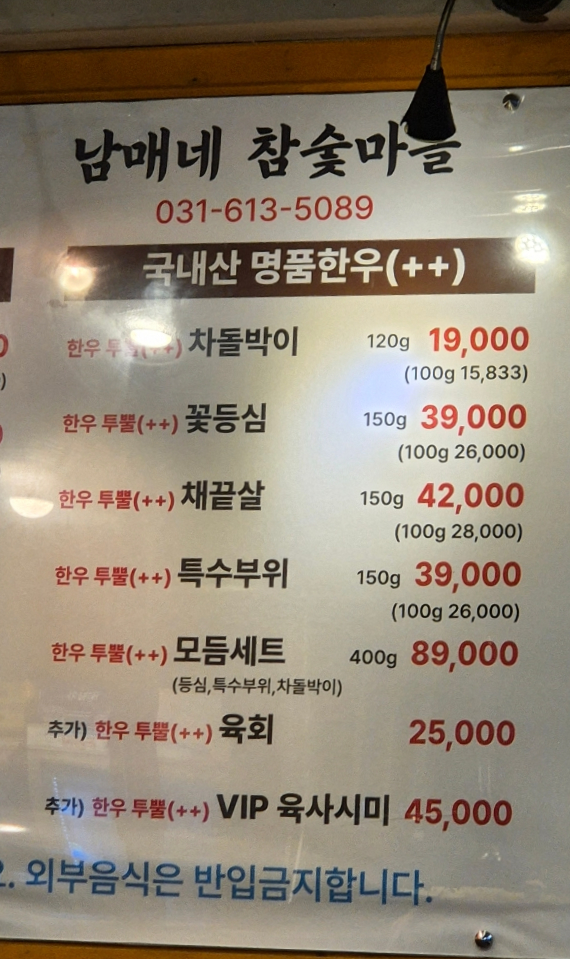 남매네 참숯마을
031-613-5089
국내산 명품한우(++)
한우 투뿔(++) 차돌박이 120g 19,000
(100g 15,833)
한우 투뿔(++) 꽃등심 150g 39,000
(100g 26,000)
한우 투뿔(++) 채끝살 150g 42,000
(100g 28,000)
한우 투뿔(++) 특수부위 150g 39,000
(100g 26,000)
한우 투뿔(++) 모듬세트 400g 89,000
(등심,특수부위,차돌박이)
추가) 한우 투뿔(++) 육회 25,000
추가) 한우 투뿔(++) VIP 육사시미 45,000
2. 외부음식은 반입금지합니다.